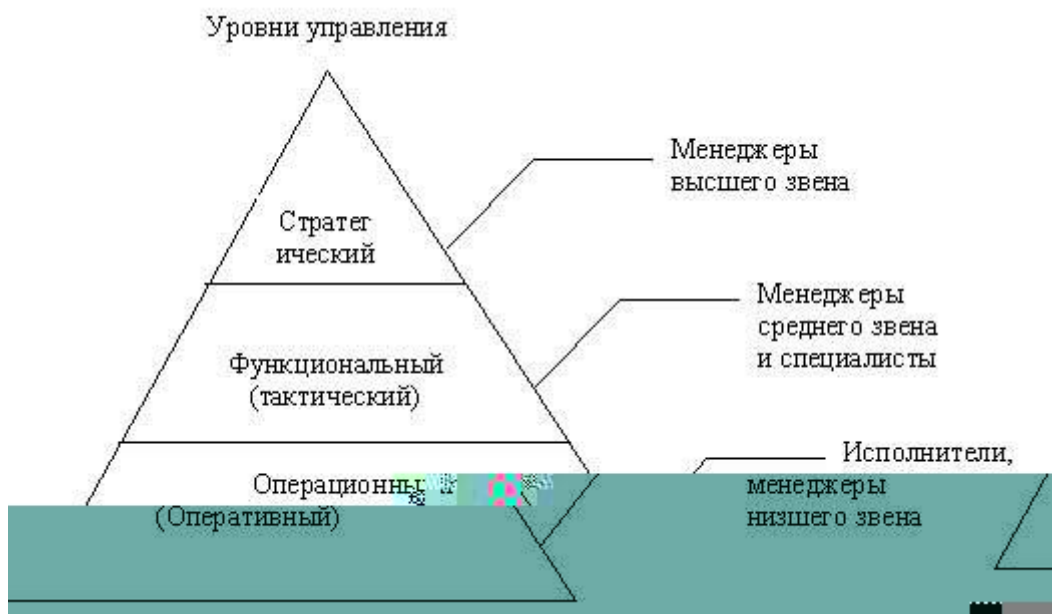 Уровни управления
Менеджеры
высшего звена
Стратег
ический
Менеджеры
среднего звена
и специалисты
Функциональный
(тактический)
Исполнители,
менеджеры
низшего звена
(Оперативный)